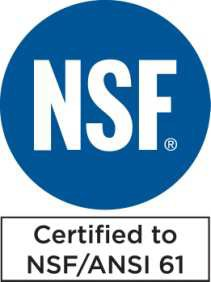 NSF®
Certified to
NSF/ANSI 61